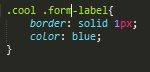 .cool .form-label{
border: solid 1px;
color: blue;
}